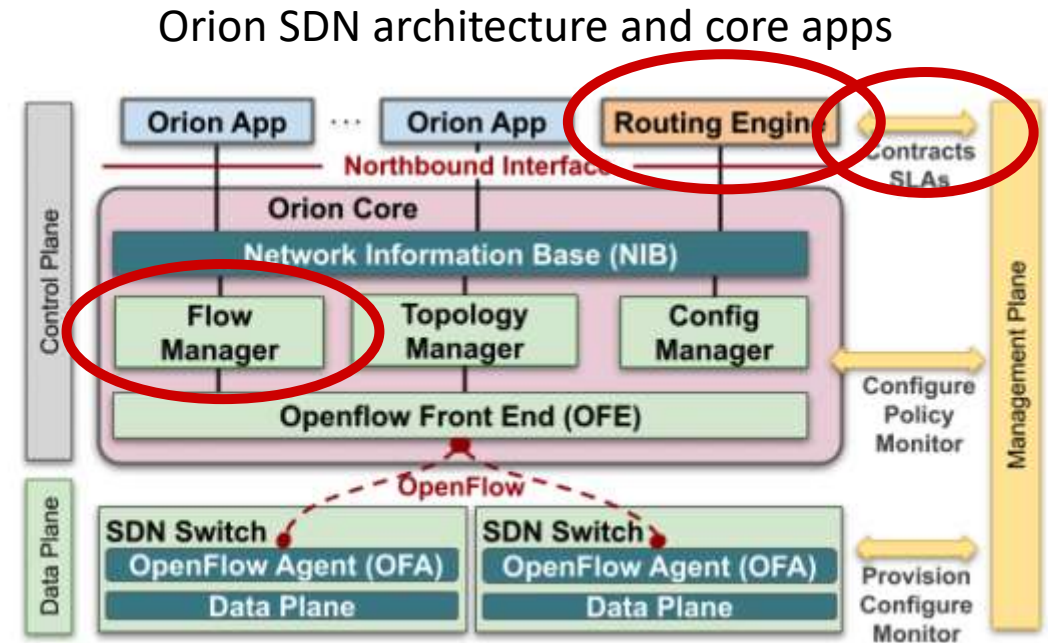 Orion SDN architecture and core apps
Orion App ... Orion App Routing Engine
Contracts
SLAs
Northbound Interface
Orion Core
Network Information Base (NIB)
Flow
Manager
Topology
Manager
Config
Manager
Openflow Front End (OFE)
Control Plane
Configure
Policy
Monitor
Management Plane
OpenFlow
SDN Switch
OpenFlow Agent (OFA)
Data Plane
SDN Switch
OpenFlow Agent (OFA)
Data Plane
Data Plane
Provision
Configure
Monitor